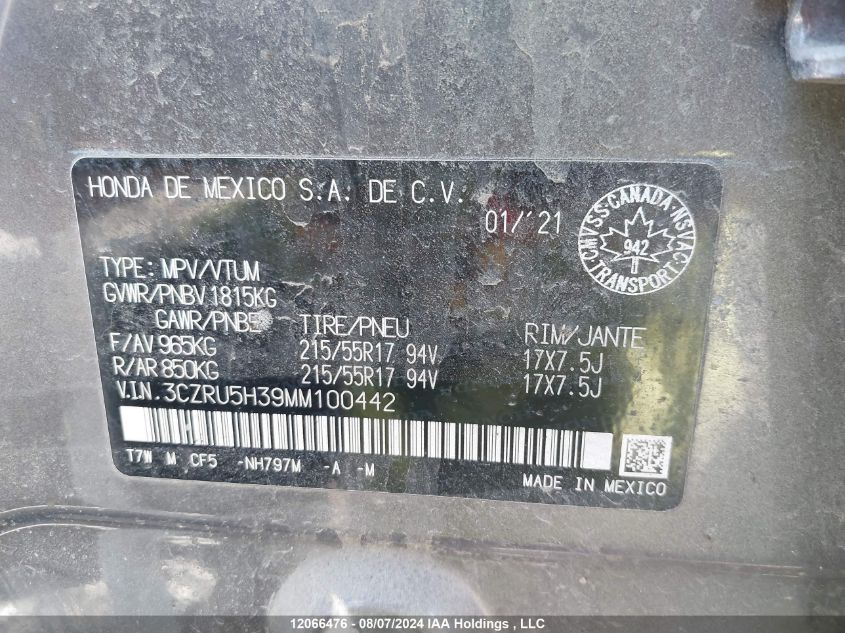 HONDA DE MEXICO S.A. DE C.V.
01/'21
CMVSS CANADA NSVAC
942
TRANSPORT
TYPE: MPV/VTUM
GVWR/PNBV 1815KG
GAWR/PNBE TIRE/PNEU RIM/JANTE
F/AV 965KG 215/55R17 94V 17X7.5J
R/AR 850KG 215/55R17 94V 17X7.5J
V.I.N. 3CZRU5H39MM100442
T7W M CF5 -NH797M -A -M
MADE IN MEXICO
12066476 - 08/07/2024 IAA Holdings , LLC